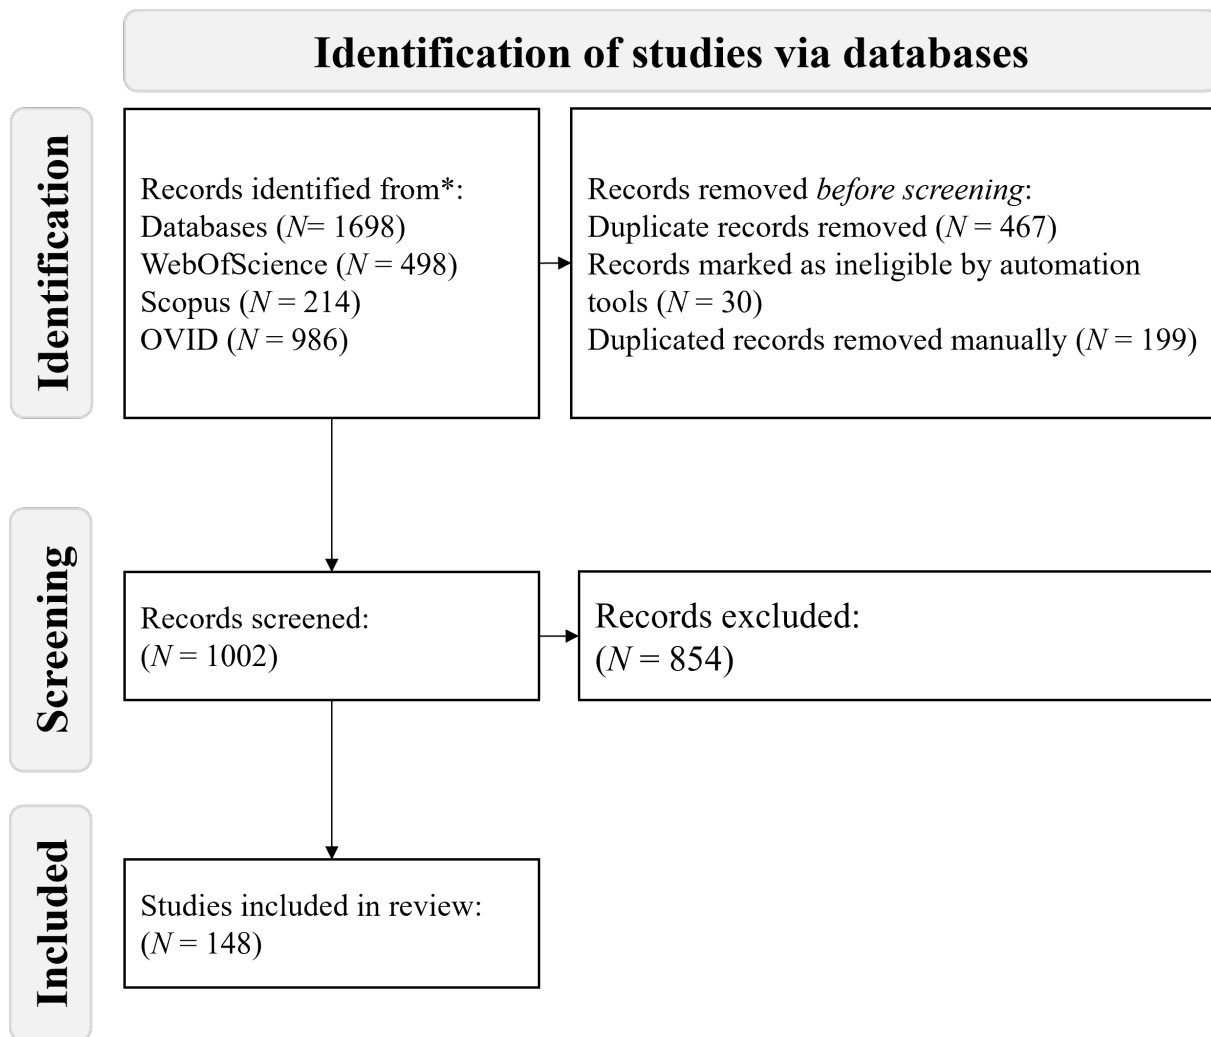 Identification of studies via databases
Identification
Records identified from*:
Databases (N= 1698)
WebOfScience (N = 498)
Scopus (N = 214)
OVID (N = 986)
Records removed before screening:
Duplicate records removed (N = 467)
Records marked as ineligible by automation
tools (N = 30)
Duplicated records removed manually (N = 199)
Screening
Records screened:
(N = 1002)
Records excluded:
(N = 854)
Included
Studies included in review:
(N = 148)